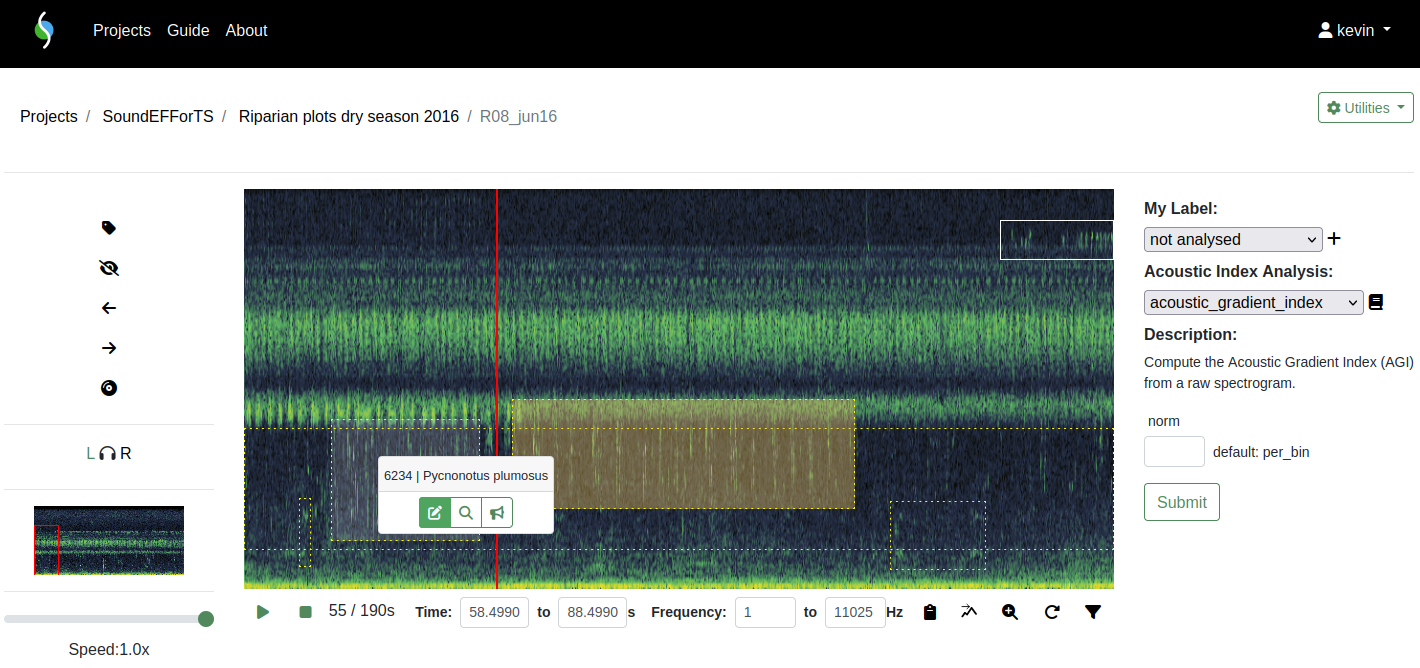 Projects Guide About kevin
Projects / SoundEFForTS / Riparian plots dry season 2016 / R08_jun16
Utilities
My Label:
not analysed
Acoustic Index Analysis:
acoustic_gradient_index
Description:
Compute the Acoustic Gradient Index (AGI)
from a raw spectrogram.
norm
default: per_bin
Submit
L R
6234 | Pycnonotus plumosus
55 / 190s Time: 58.4990 to 88.4990 s Frequency: 1 to 11025 Hz
Speed:1.0x